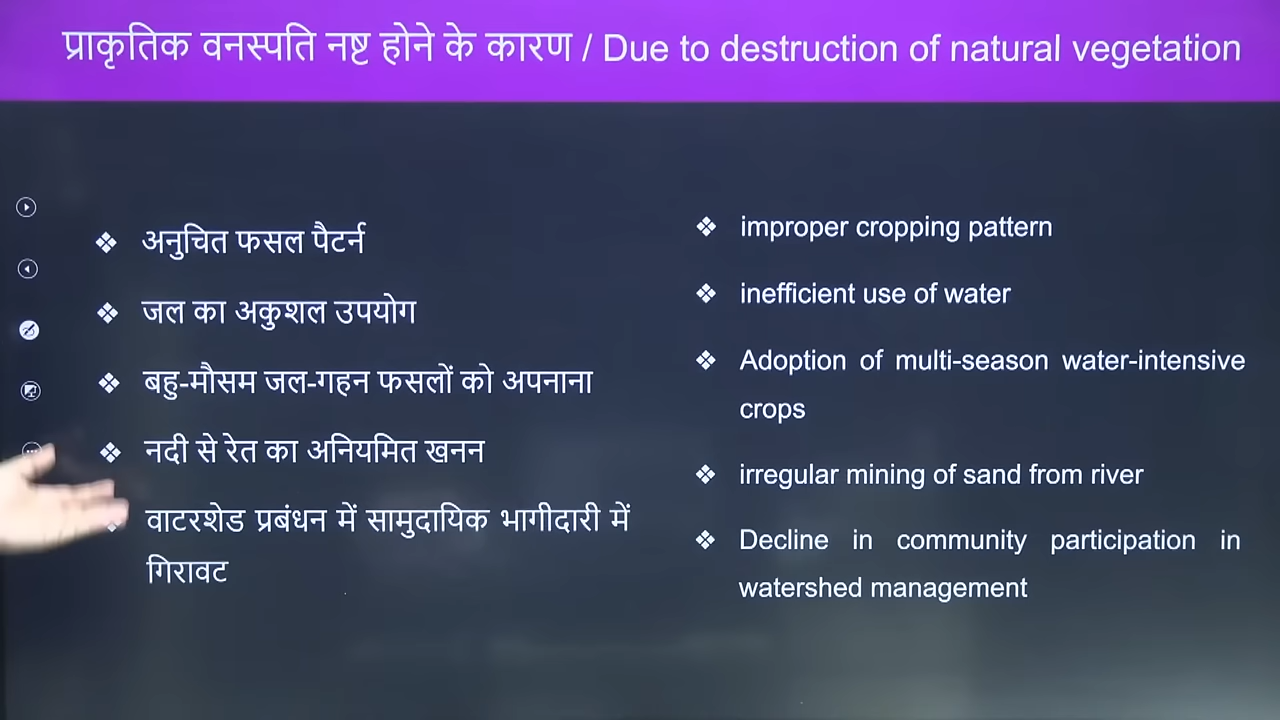 प्राकृतिक वनस्पति नष्ट होने के कारण / Due to destruction of natural vegetation
❖ अनुचित फसल पैटर्न
❖ जल का अकुशल उपयोग
❖ बहु-मौसम जल-गहन फसलों को अपनाना
❖ नदी से रेत का अनियमित खनन
❖ वाटरशेड प्रबंधन में सामुदायिक भागीदारी में
गिरावट
❖ improper cropping pattern
❖ inefficient use of water
❖ Adoption of multi-season water-intensive
crops
❖ irregular mining of sand from river
❖ Decline in community participation in
watershed management